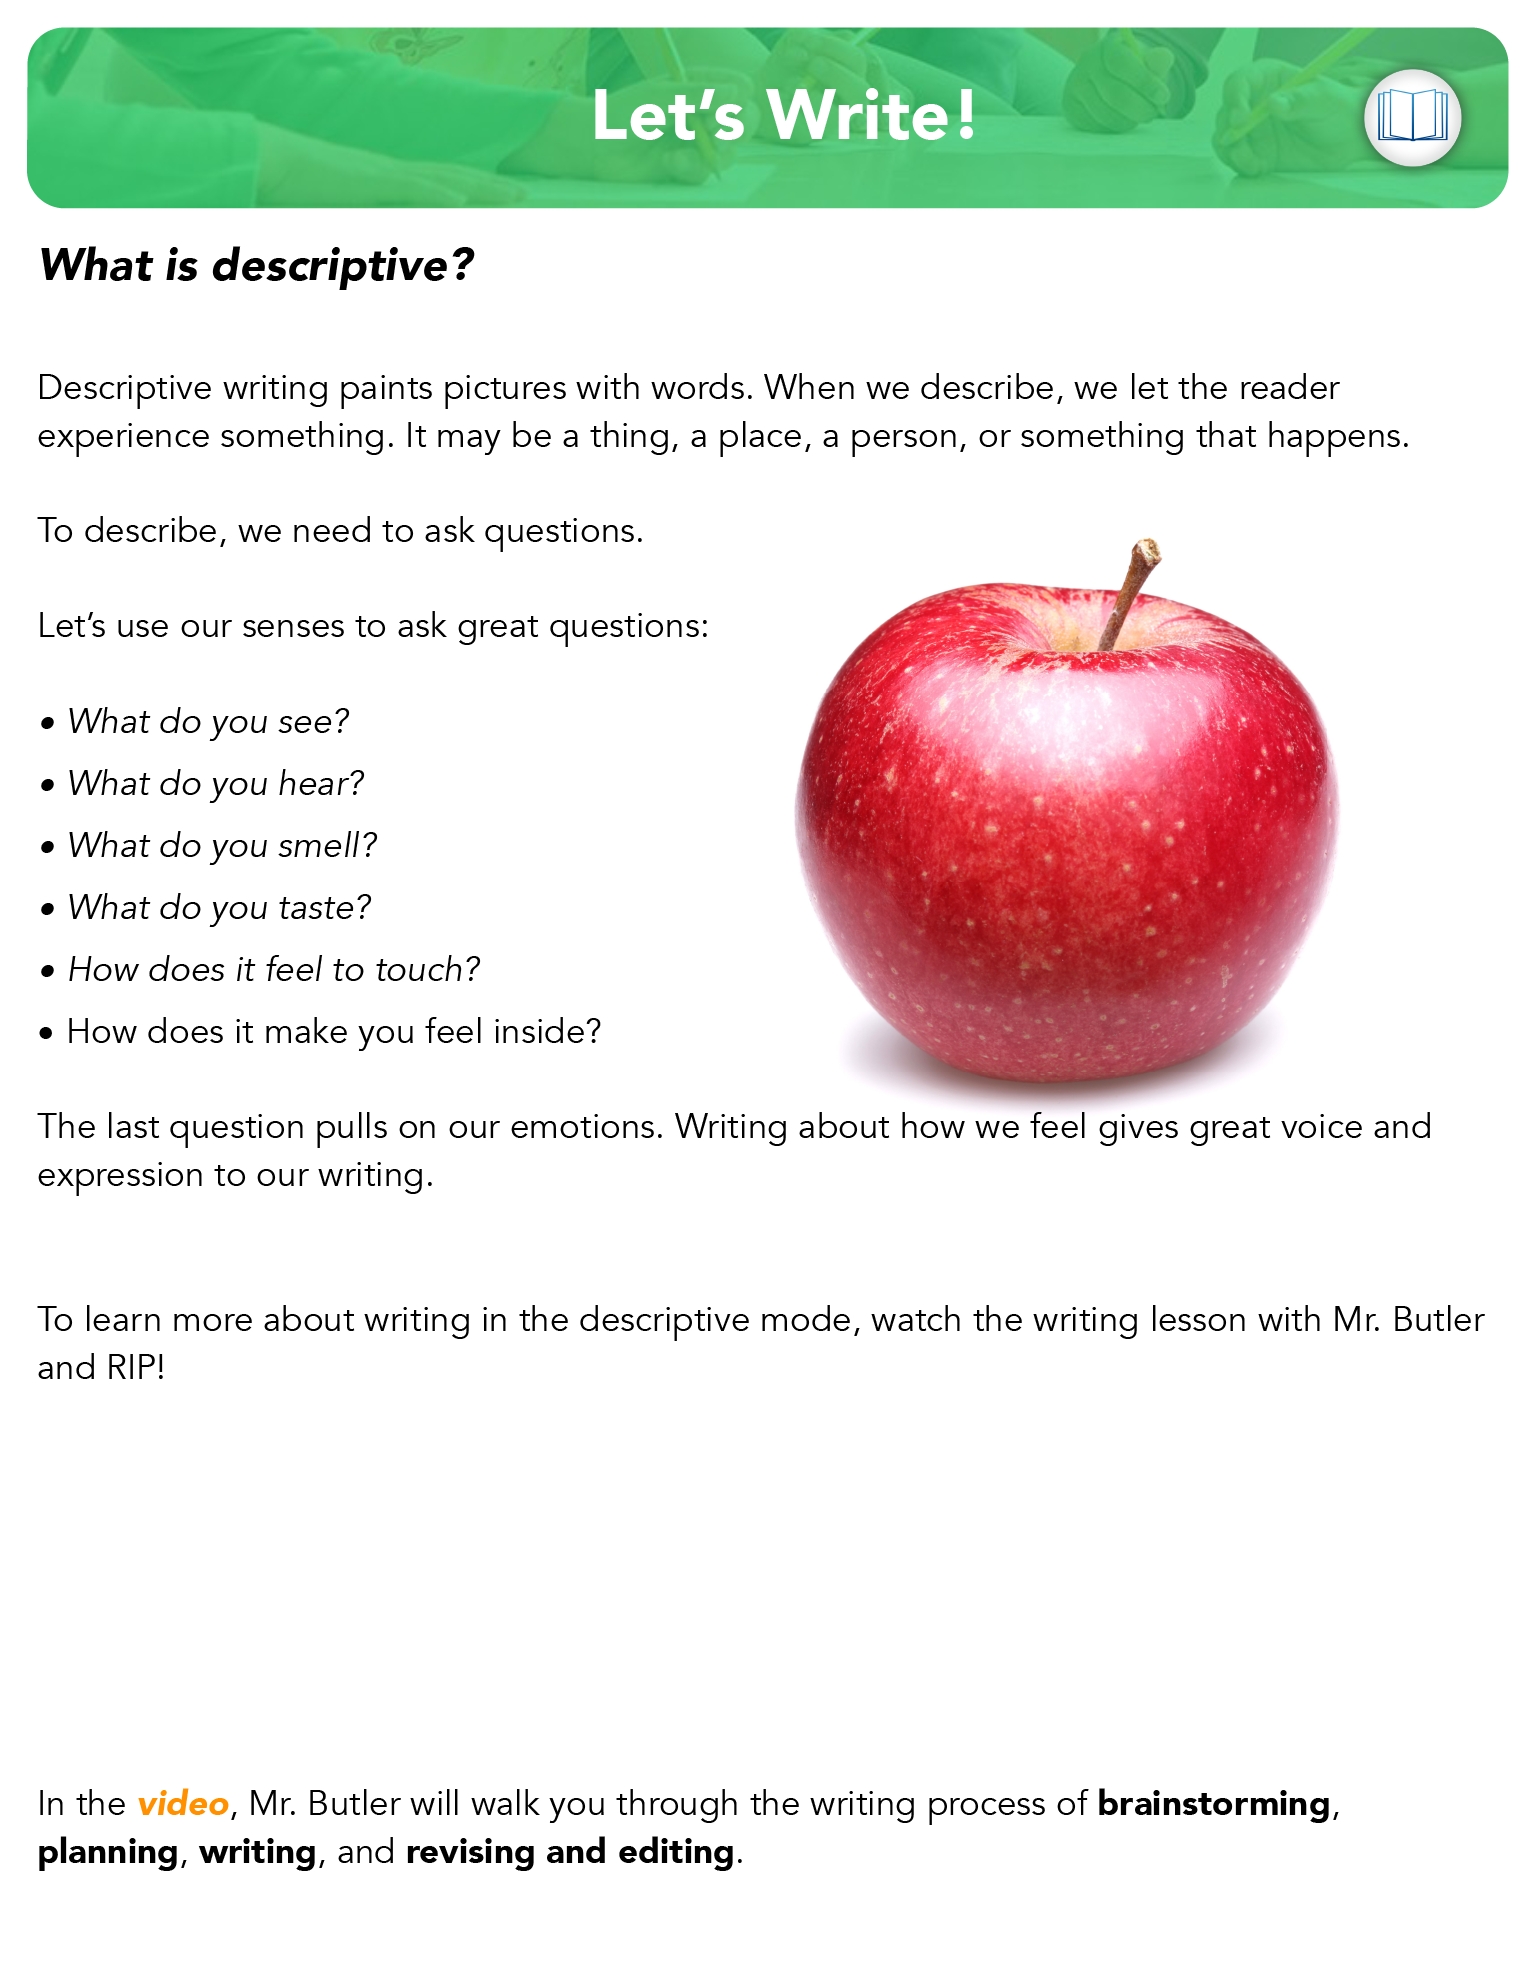 Let’s Write!
What is descriptive?
Descriptive writing paints pictures with words. When we describe, we let the reader
experience something. It may be a thing, a place, a person, or something that happens.
To describe, we need to ask questions.
Let’s use our senses to ask great questions:
• What do you see?
• What do you hear?
• What do you smell?
• What do you taste?
• How does it feel to touch?
• How does it make you feel inside?
The last question pulls on our emotions. Writing about how we feel gives great voice and
expression to our writing.
To learn more about writing in the descriptive mode, watch the writing lesson with Mr. Butler
and RIP!
In the video, Mr. Butler will walk you through the writing process of brainstorming,
planning, writing, and revising and editing.